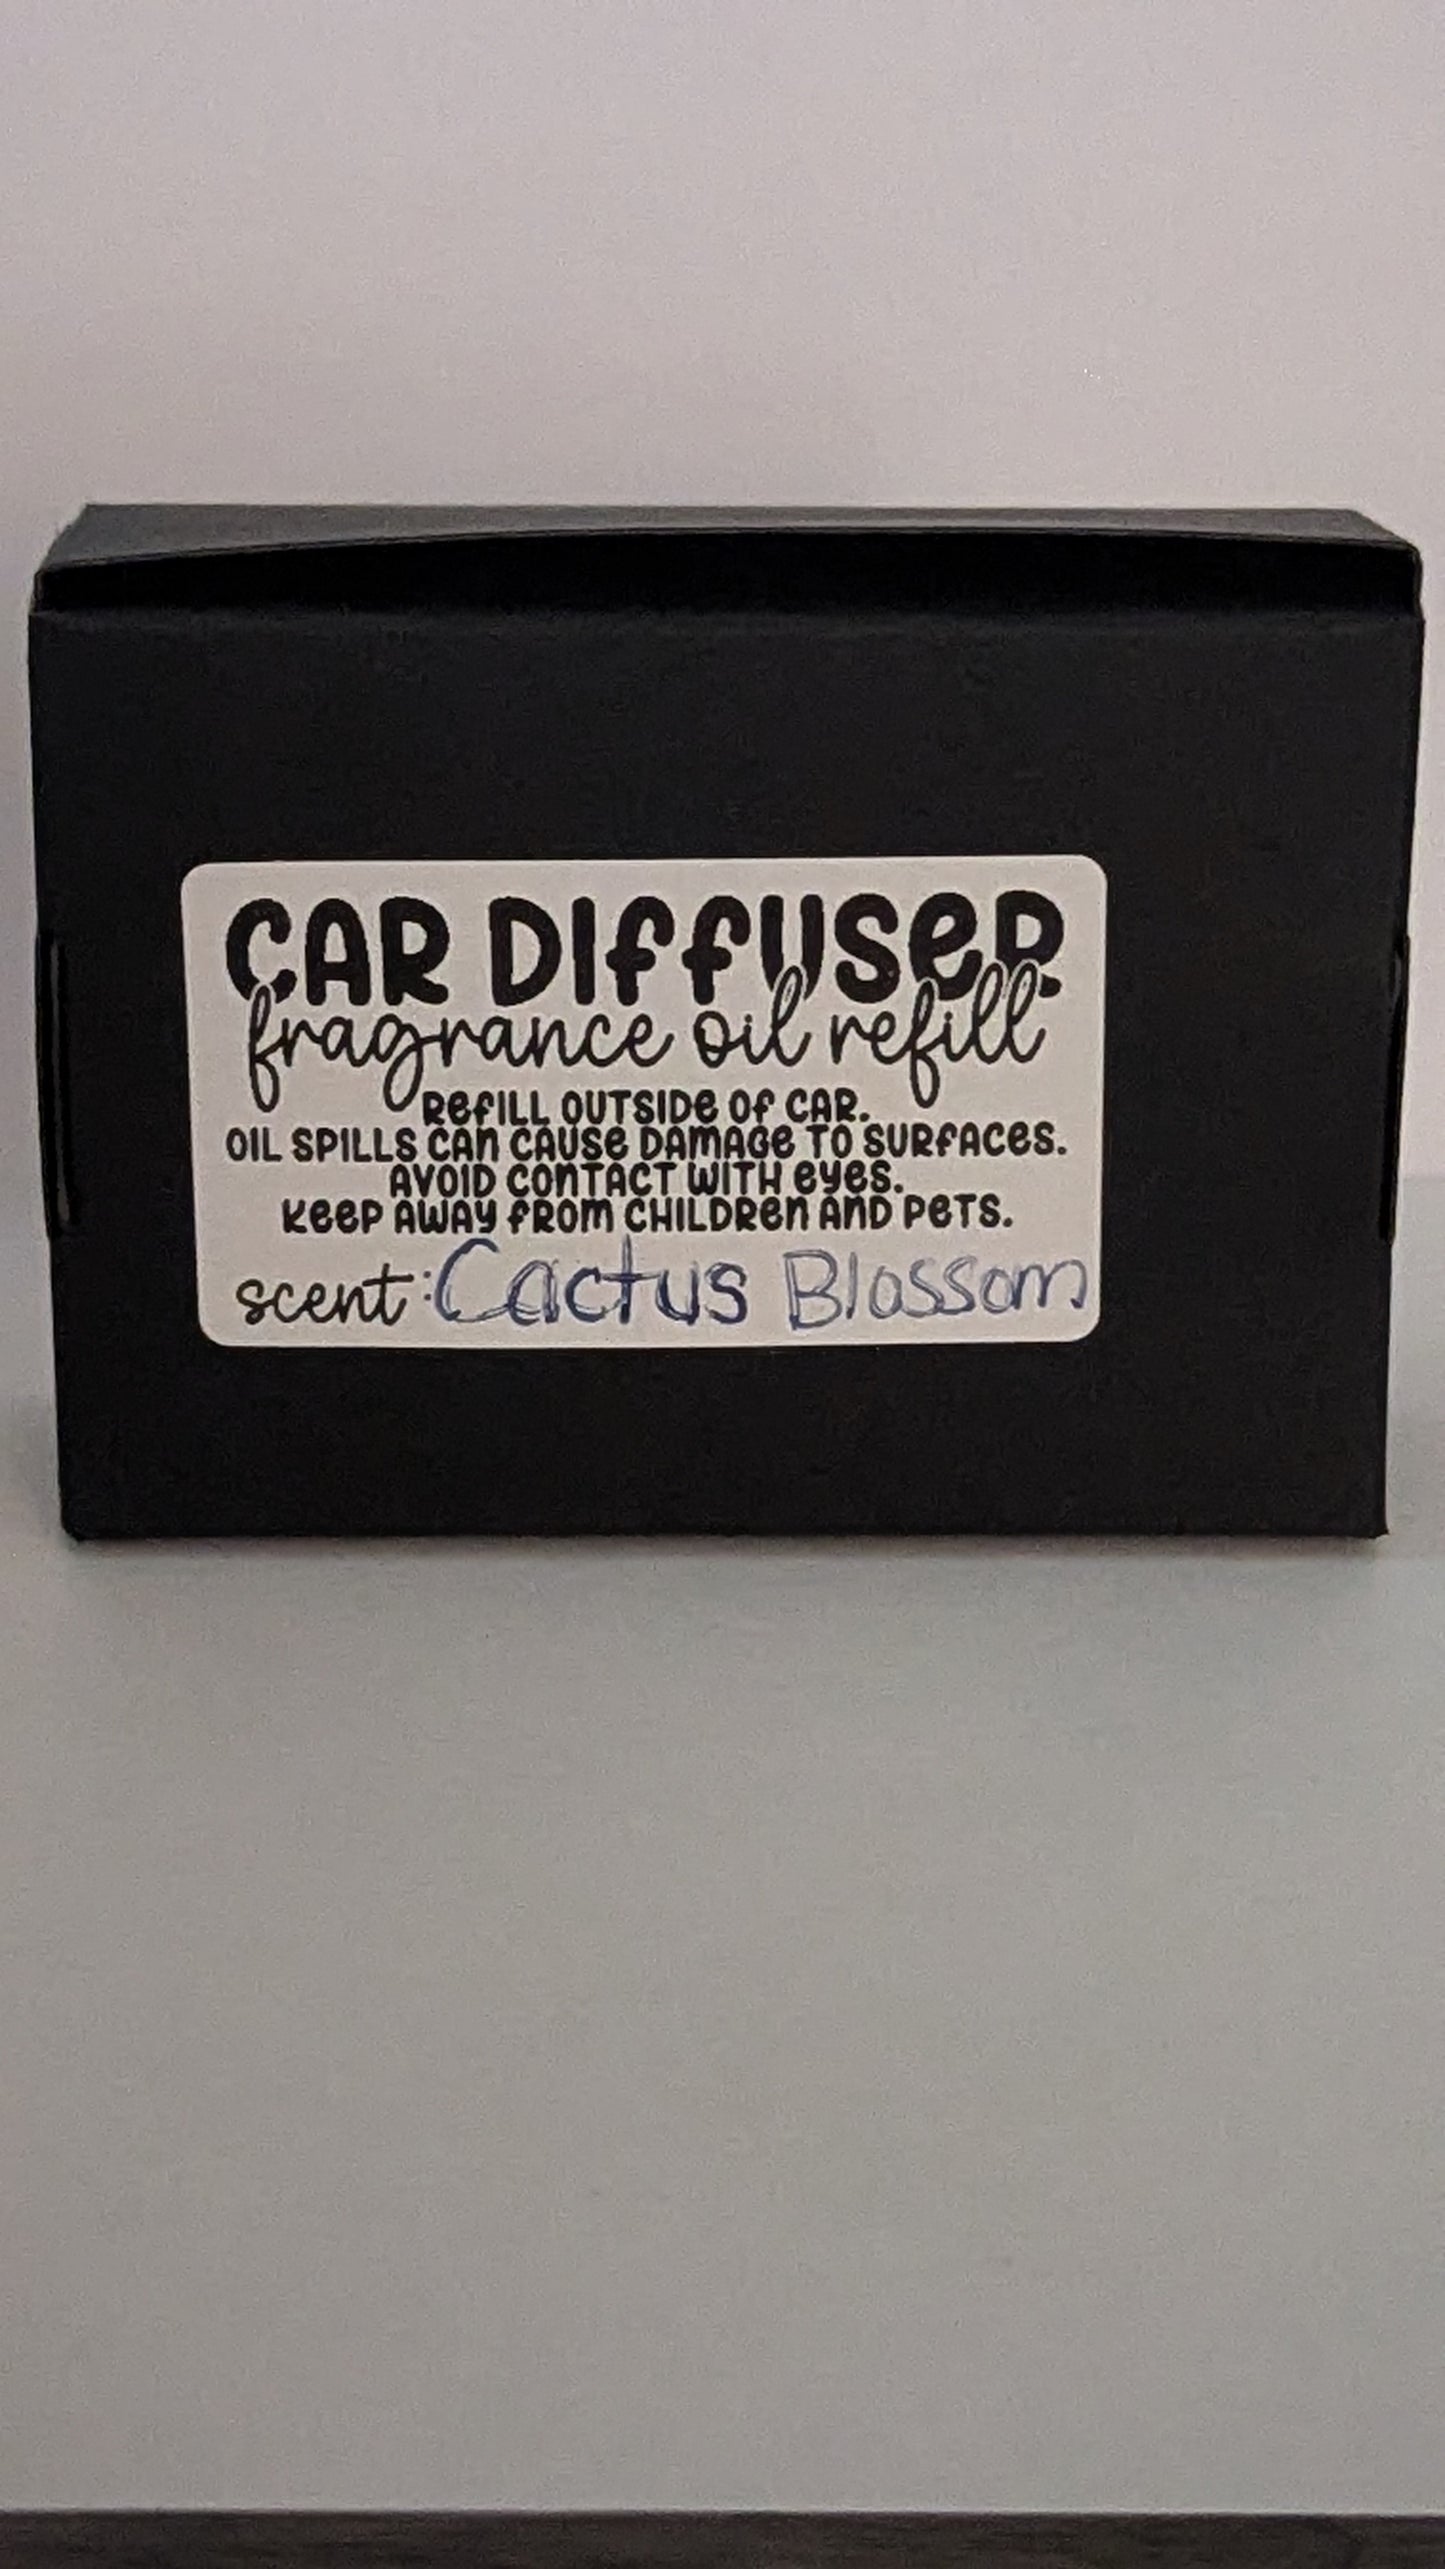 CAR DIFFUSER
fragrance oil refill
REFILL OUTSIDE OF CAR.
OIL SPILLS CAN CAUSE DAMAGE TO SURFACES.
AVOID CONTACT WITH EYES.
KEEP AWAY FROM CHILDREN AND PETS.
scent: Cactus Blossom